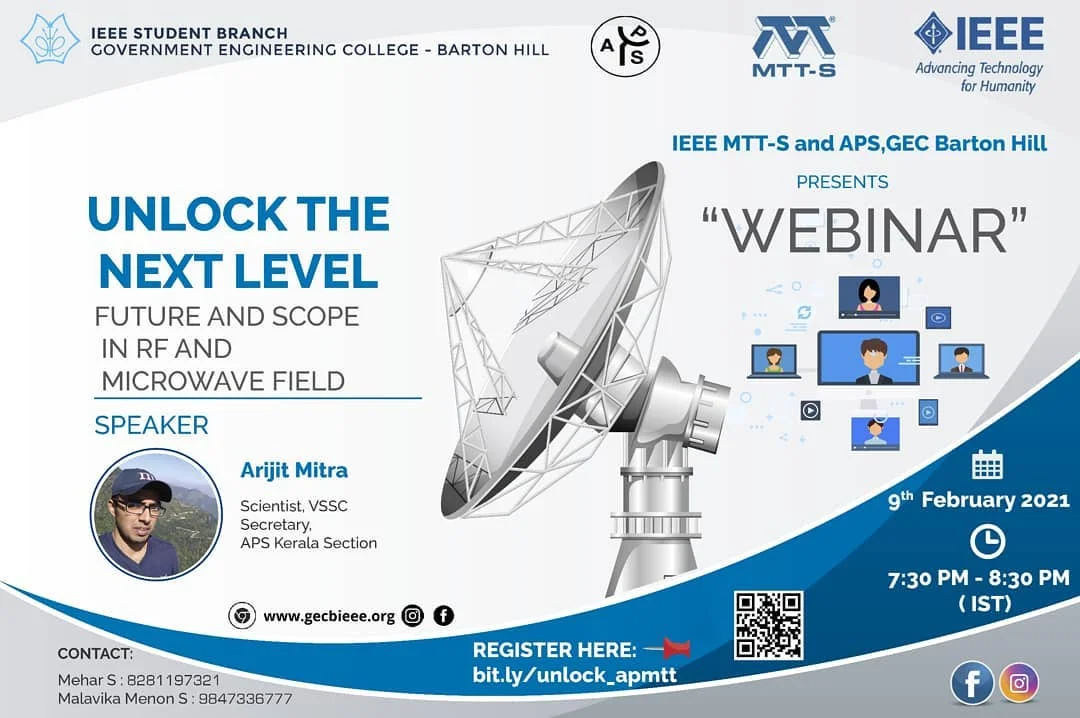 IEEE STUDENT BRANCH
GOVERNMENT ENGINEERING COLLEGE - BARTON HILL
A P S
MTT-S
IEEE
Advancing Technology
for Humanity
IEEE MTT-S and APS,GEC Barton Hill
PRESENTS
“WEBINAR”
UNLOCK THE
NEXT LEVEL
FUTURE AND SCOPE
IN RF AND
MICROWAVE FIELD
SPEAKER
Arijit Mitra
Scientist, VSSC
Secretary,
APS Kerala Section
9th February 2021
7:30 PM - 8:30 PM
( IST)
www.gecbieee.org
REGISTER HERE:
bit.ly/unlock_apmtt
CONTACT:
Mehar S : 8281197321
Malavika Menon S : 9847336777